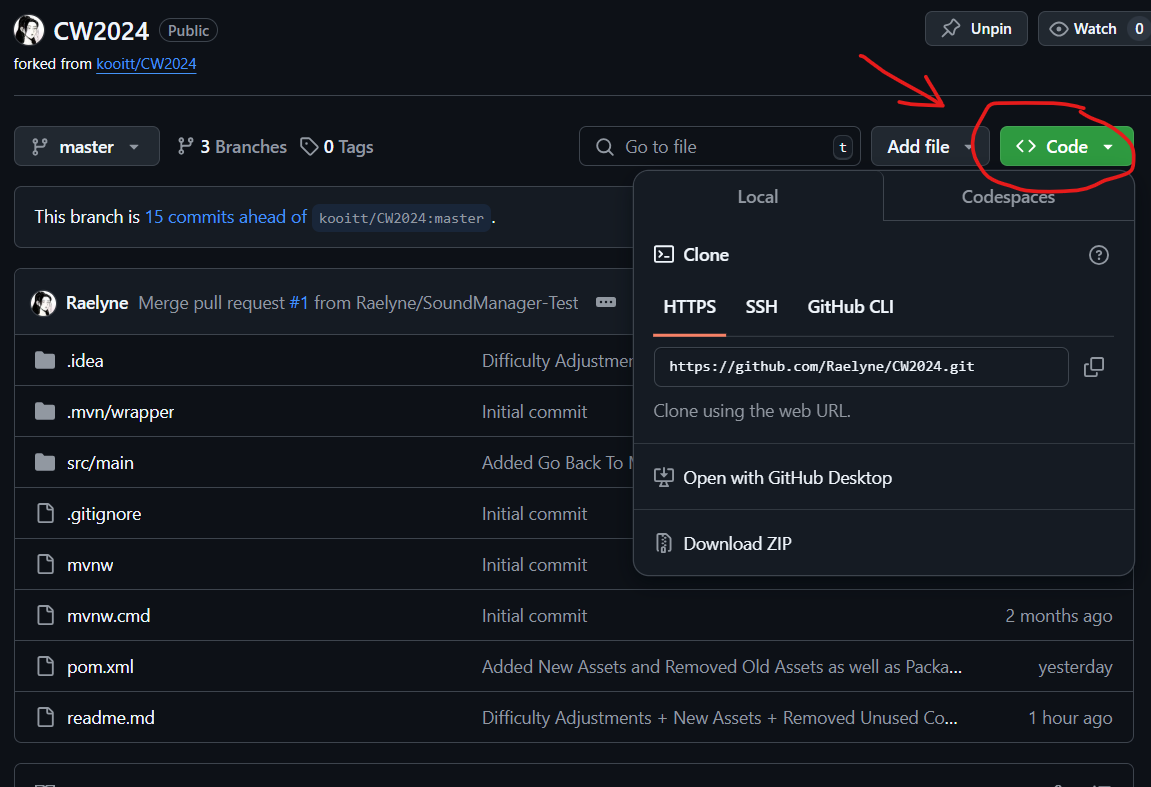 CW2024 Public Unpin Watch 0
forked from kooitt/CW2024
master 3 Branches 0 Tags Go to file t Add file Code
This branch is 15 commits ahead of kooitt/CW2024:master .
Local Codespaces
Clone
HTTPS SSH GitHub CLI
https://github.com/Raelyne/CW2024.git
Clone using the web URL.
Open with GitHub Desktop
Download ZIP
Raelyne Merge pull request #1 from Raelyne/SoundManager-Test
.idea Difficulty Adjustmen
.mvn/wrapper Initial commit
src/main Added Go Back To
.gitignore Initial commit
mvnw Initial commit
mvnw.cmd Initial commit 2 months ago
pom.xml Added New Assets and Removed Old Assets as well as Packa... yesterday
readme.md Difficulty Adjustments + New Assets + Removed Unused Co... 1 hour ago